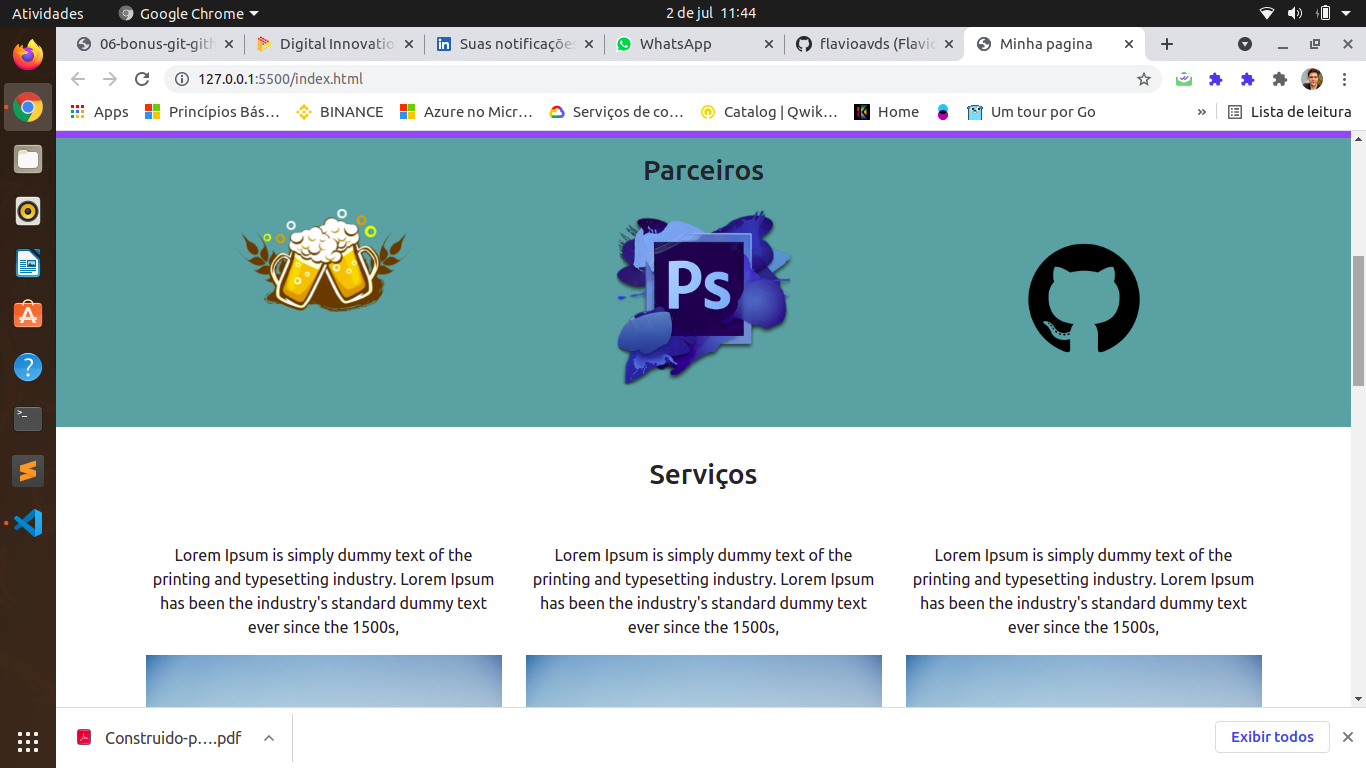 Atividades
Google Chrome
2 de jul 11:44
06-bonus-git-gith
Digital Innovatio
Suas notificações
WhatsApp
flavioavds (Flavio
Minha pagina
127.0.0.1:5500/index.html
Apps
Princípios Bás…
BINANCE
Azure no Micr…
Serviços de co…
Catalog | Qwik…
Home
Um tour por Go
»
Lista de leitura
Parceiros
Ps
Serviços
Lorem Ipsum is simply dummy text of the
printing and typesetting industry. Lorem Ipsum
has been the industry's standard dummy text
ever since the 1500s,
Lorem Ipsum is simply dummy text of the
printing and typesetting industry. Lorem Ipsum
has been the industry's standard dummy text
ever since the 1500s,
Lorem Ipsum is simply dummy text of the
printing and typesetting industry. Lorem Ipsum
has been the industry's standard dummy text
ever since the 1500s,
Construido-p….pdf
Exibir todos